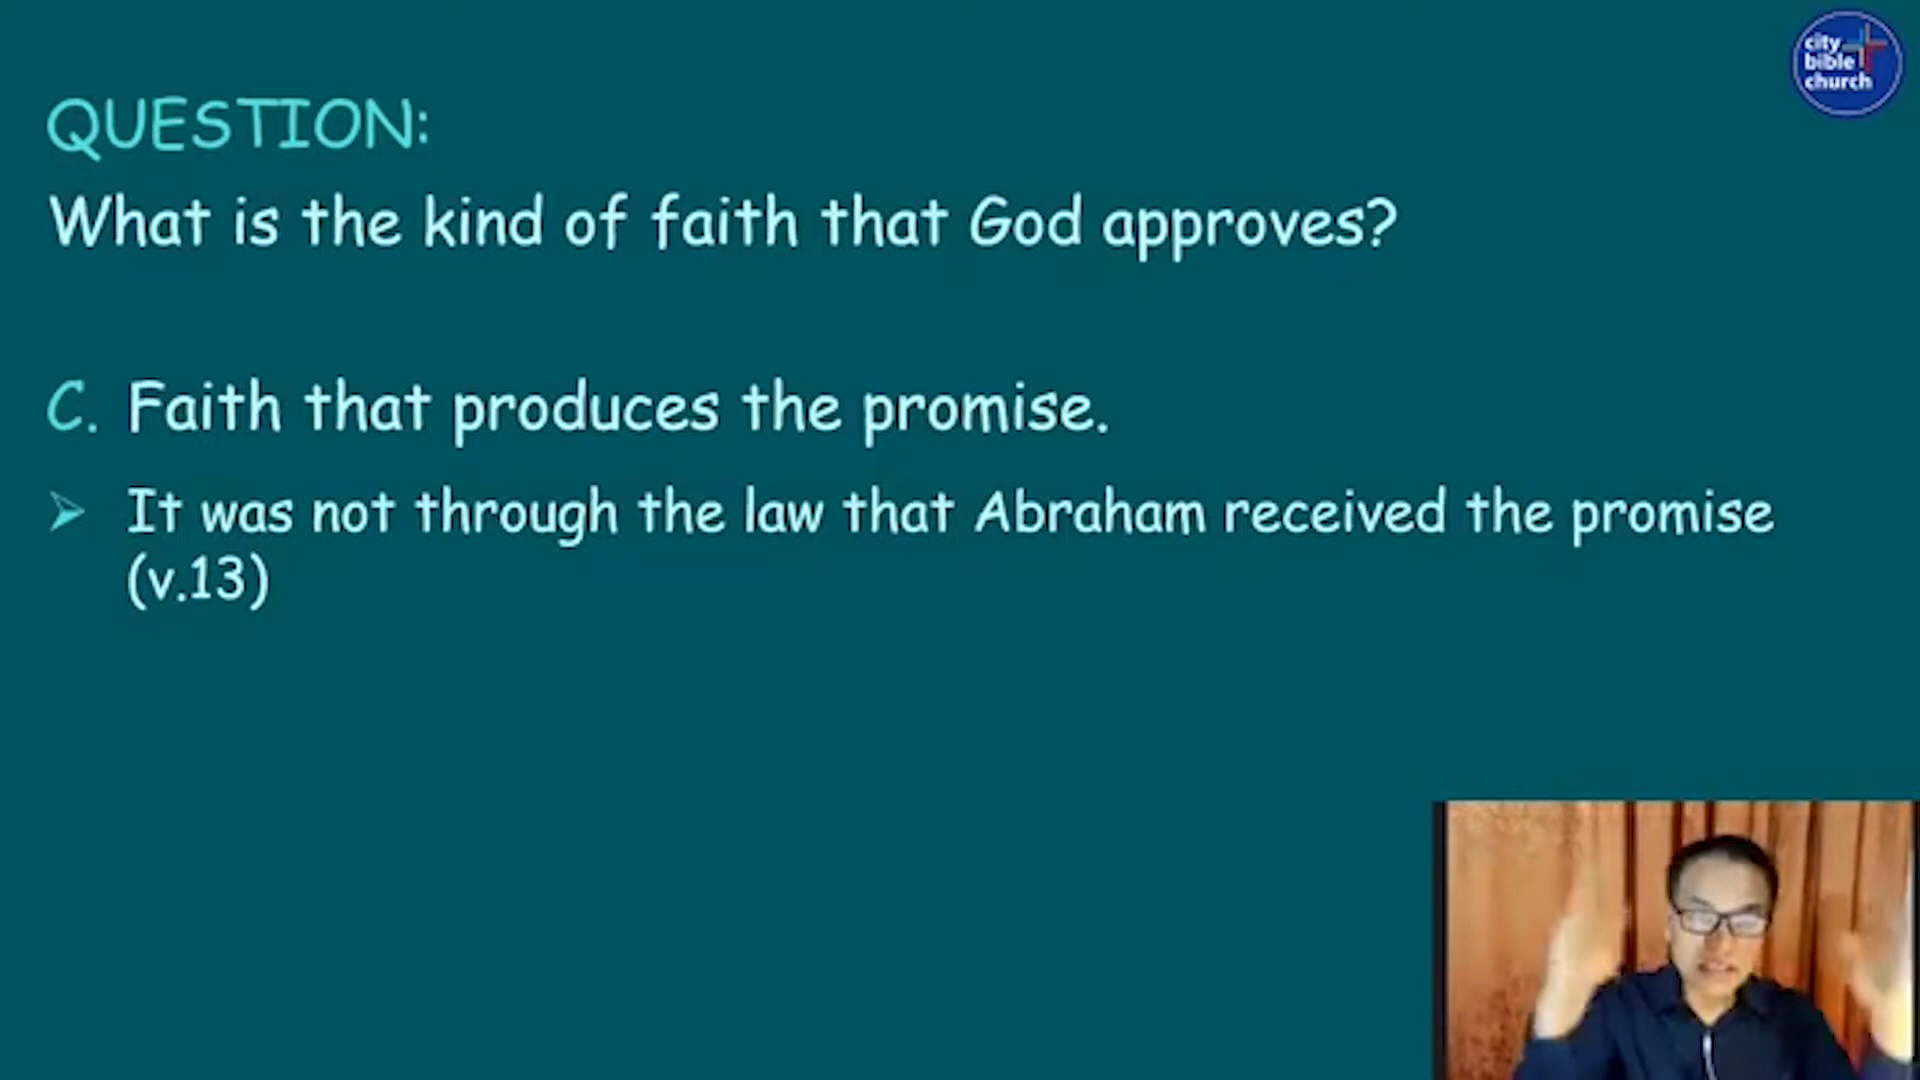 city
bible
church
QUESTION:
What is the kind of faith that God approves?
C. Faith that produces the promise.
➢ It was not through the law that Abraham received the promise
(v.13)